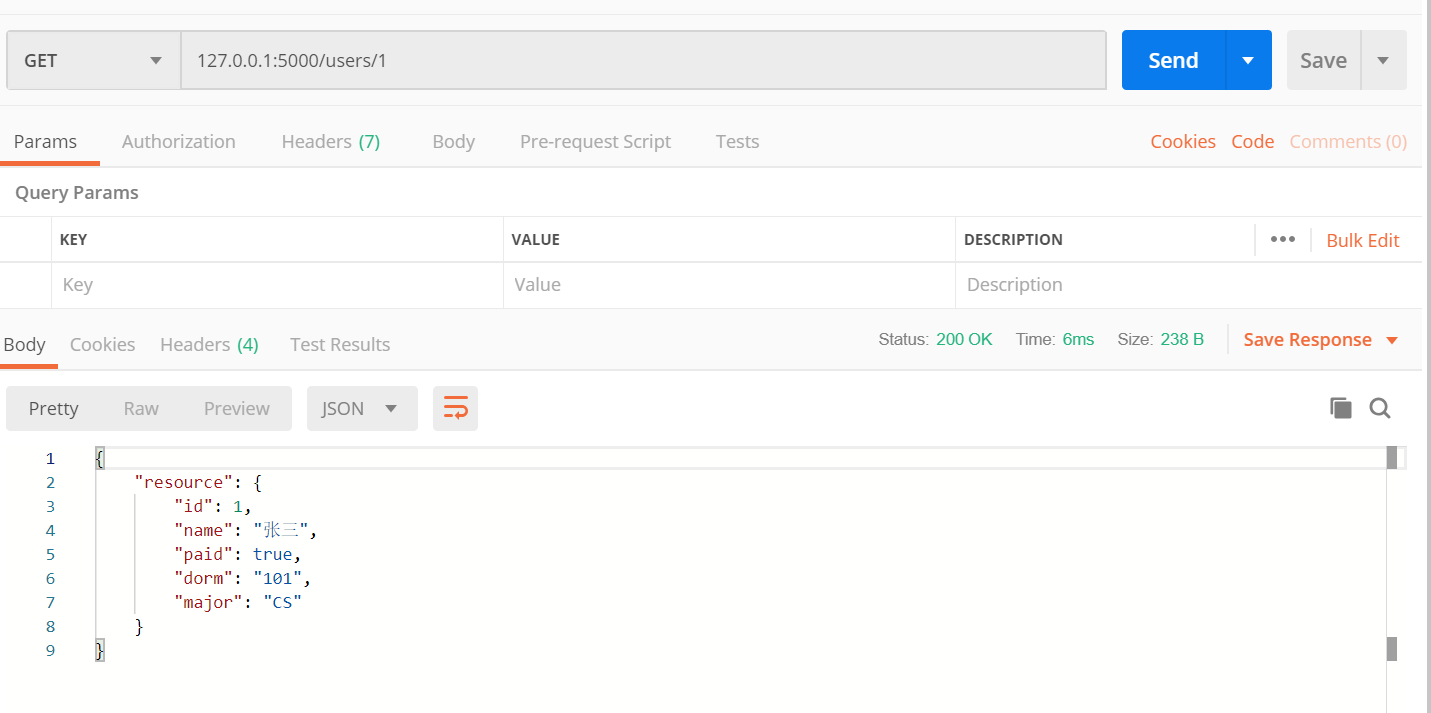 GET 127.0.0.1:5000/users/1 Send Save
Params Authorization Headers (7) Body Pre-request Script Tests Cookies Code Comments (0)
Query Params
KEY VALUE DESCRIPTION ••• Bulk Edit
Key Value Description
Body Cookies Headers (4) Test Results Status: 200 OK Time: 6ms Size: 238 B Save Response
Pretty Raw Preview JSON
1 {
2 "resource": {
3 "id": 1,
4 "name": "张三",
5 "paid": true,
6 "dorm": "101",
7 "major": "CS"
8 }
9 }